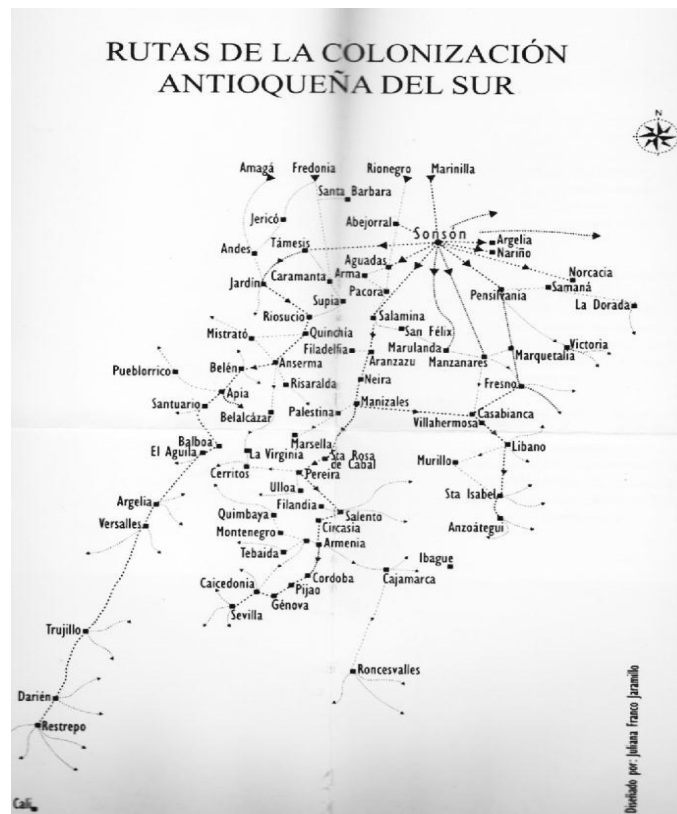 RUTAS DE LA COLONIZACIÓN
ANTIOQUEÑA DEL SUR
N
Amagá
Fredonia
Rionegro
Marinilla
Santa Barbara
Jericó
Abejorral
Sonsón
Andes
Támesis
Argelia
Nariño
Aguadas
Arma
Caramanta
Jardín
Norcacia
Pacora
Pensilvania
Samaná
Supia
La Dorada
Riosucio
Salamina
Mistrató
Quinchía
San Félix
Filadelfia
Marulanda
Victoria
Aranzazu
Manzanares
Marquetalia
Pueblorrico
Belén
Anserma
Risaralda
Neira
Fresno
Apia
Santuario
Belalcázar
Palestina
Manizales
Casabianca
Villahermosa
Balboa
Marsella
Libano
El Aguila
La Virginia
Sta Rosa
de Cabal
Murillo
Cerritos
Pereira
Ulloa
Sta Isabel
Argelia
Filandia
Quimbaya
Salento
Versalles
Circasia
Anzoátegui
Montenegro
Armenia
Tebaida
Ibague
Caicedonia
Cordoba
Cajamarca
Pijao
Génova
Sevilla
Trujillo
Roncesvalles
Darién
Restrepo
Cali
Diseñado por: Juliana Franco Jaramillo